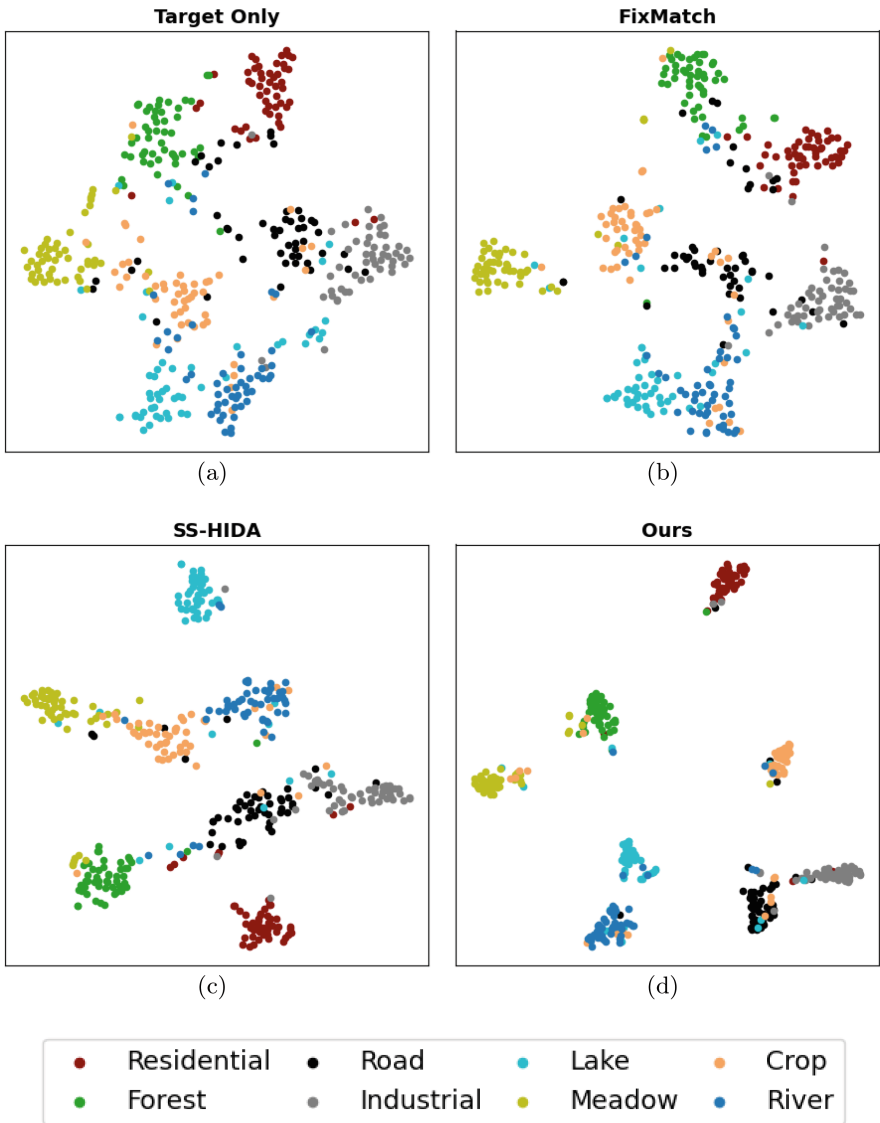 Target Only
FixMatch
(a)
(b)
SS-HIDA
Ours
(c)
(d)
Residential
Road
Lake
Crop
Forest
Industrial
Meadow
River